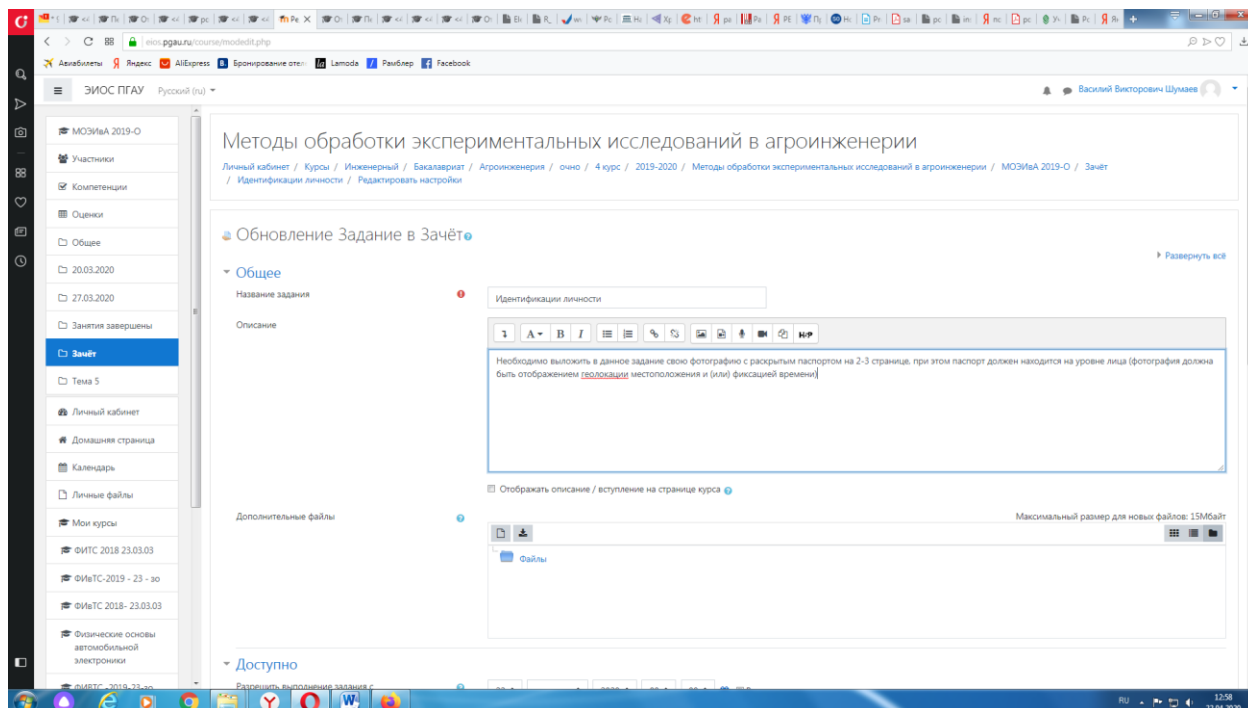 eios.pgau.ru/course/modedit.php
Авиабилеты Яндекс AliExpress Бронирование отел Lamoda Рамблер Facebook
ЭИОС ПГАУ Русский (ru)
Василий Викторович Шумаев
МОЭИвА 2019-О
Участники
Компетенции
Оценки
Общее
20.03.2020
27.03.2020
Занятия завершены
Зачёт
Тема 5
Личный кабинет
Домашняя страница
Календарь
Личные файлы
Мои курсы
ФИТС 2018 23.03.03
ФИвТС-2019 - 23 - зо
ФИвТС 2018- 23.03.03
Физические основы
автомобильной
электроники
Методы обработки экспериментальных исследований в агроинженерии
Личный кабинет / Курсы / Инженерный / Бакалавриат / Агроинженерия / очно / 4 курс / 2019-2020 / Методы обработки экспериментальных исследований в агроинженерии / МОЭИвА 2019-О / Зачёт
/ Идентификации личности / Редактировать настройки
Обновление Задание в Зачёт
Развернуть всё
Общее
Название задания
Идентификации личности
Описание
Необходимо выложить в данное задание свою фотографию с раскрытым паспортом на 2-3 странице, при этом паспорт должен находится на уровне лица (фотография должна
быть отображением геолокации местоположения и (или) фиксацией времени)
Отображать описание / вступление на странице курса
Дополнительные файлы
Максимальный размер для новых файлов: 15Мбайт
Файлы
Доступно
Разрешить выполнение задания с
RU
12:58